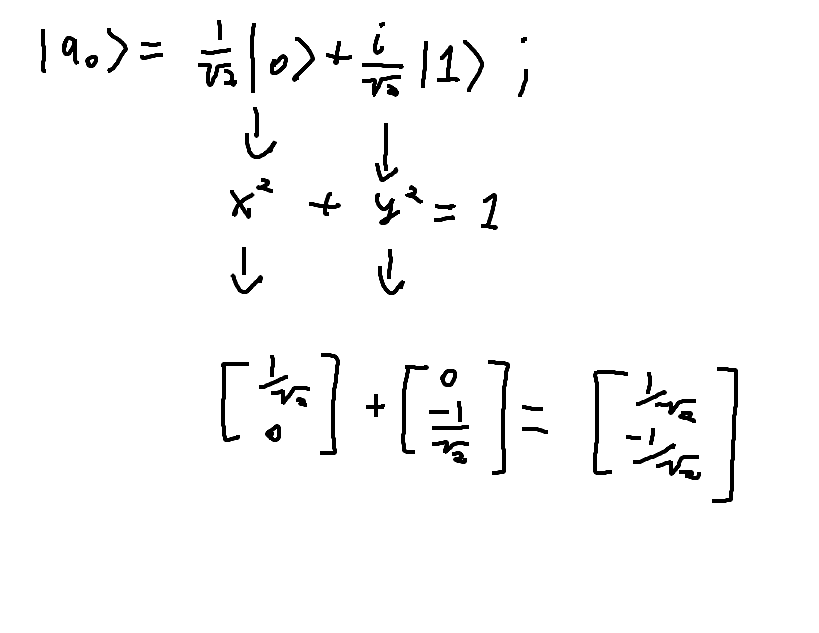 |q₀⟩ = 1/√2 |0⟩ + i/√2 |1⟩ ;
↓ ↓
x² + y² = 1
↓ ↓
[1/√2 0] + [0 -1/√2] = [1/√2 -1/√2]